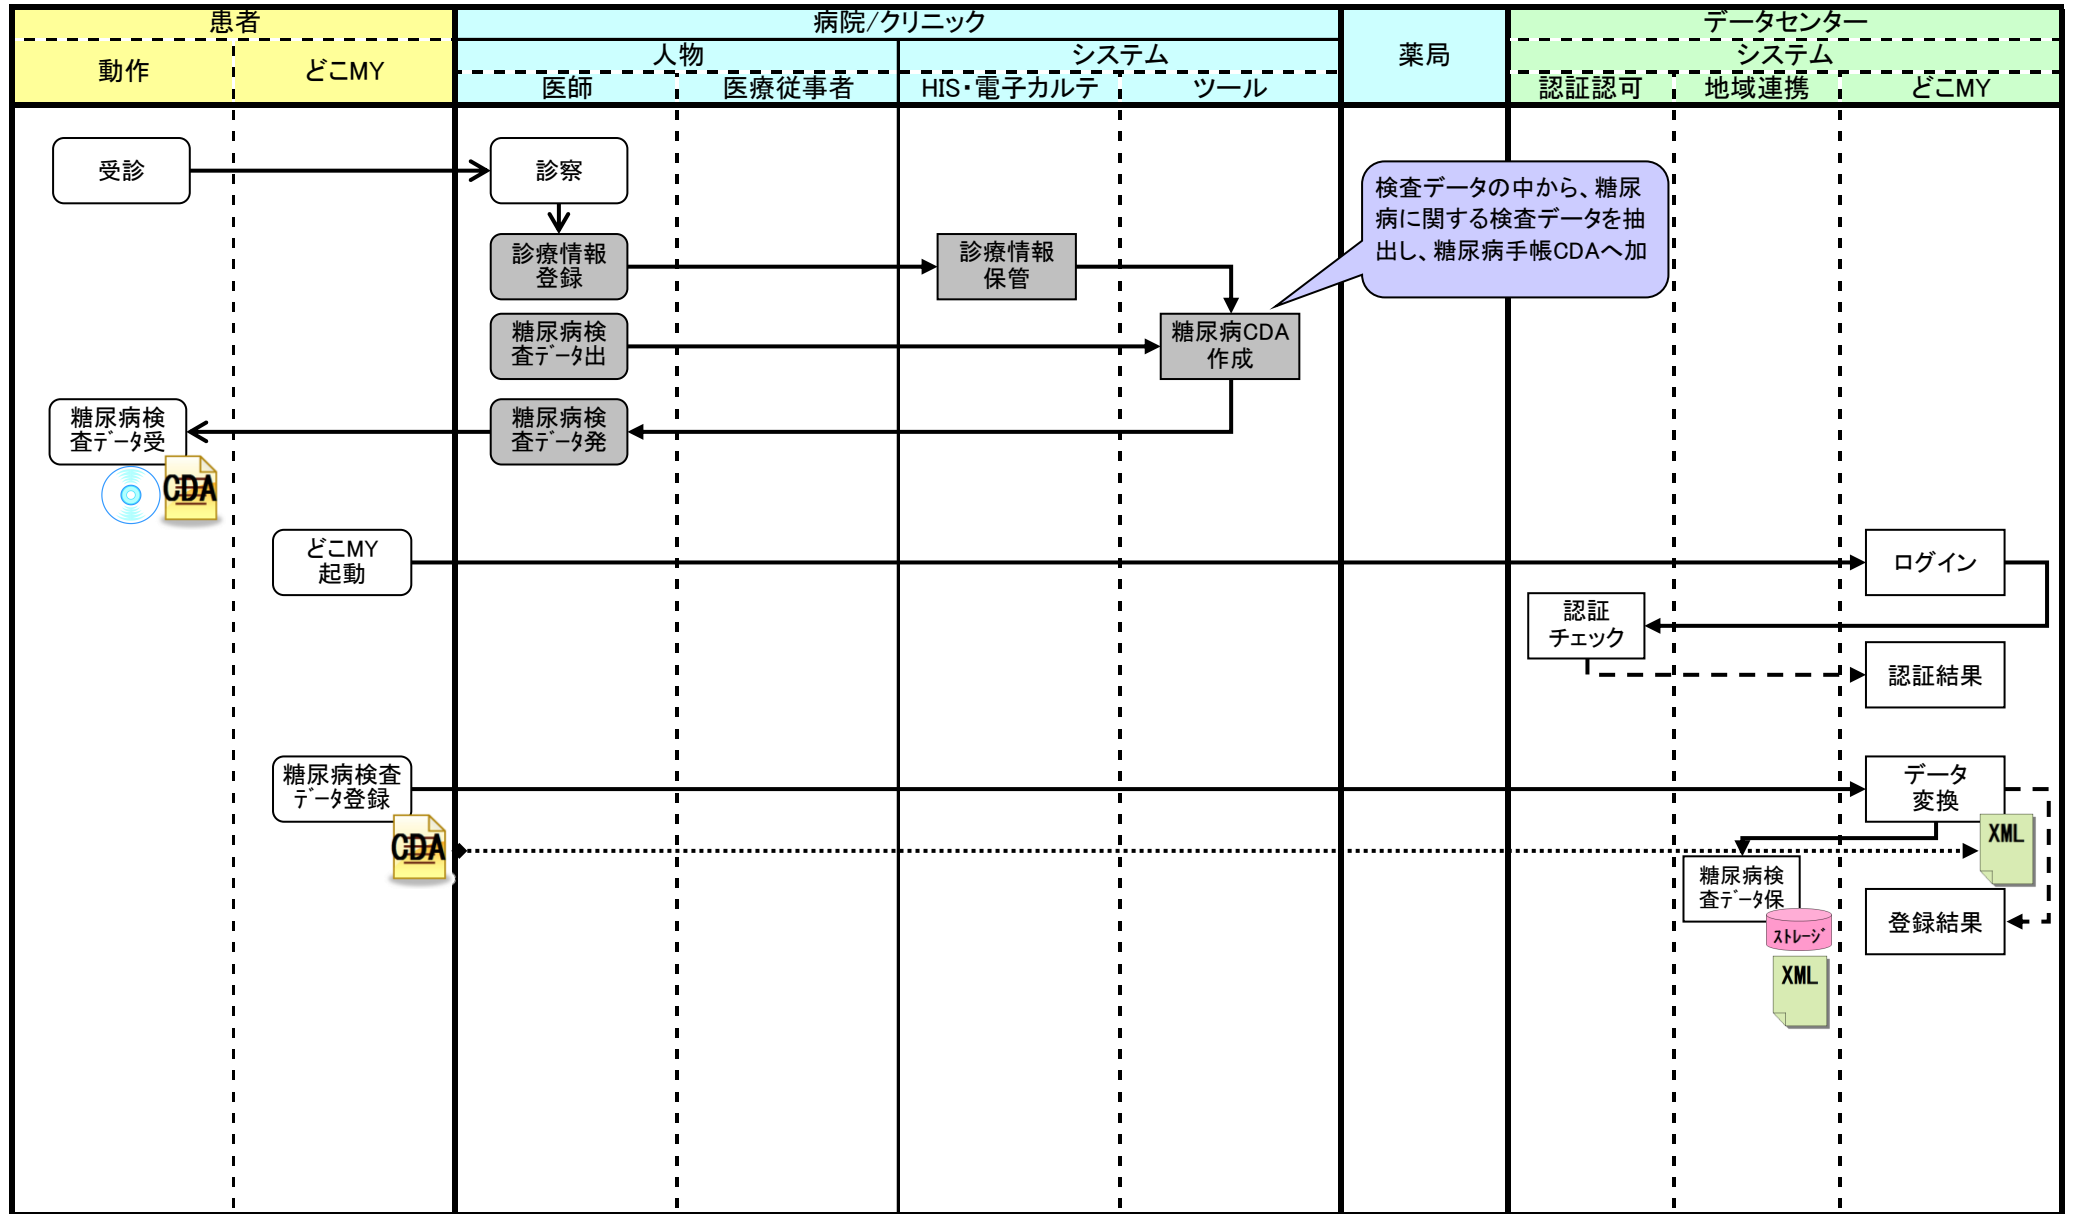 患者
病院/クリニック
データセンター
動作
どこMY
人物
システム
薬局
システム
医師
医療従事者
HIS・電子カルテ
ツール
認証認可
地域連携
どこMY
受診
診察
検査データの中から、糖尿
病に関する検査データを抽
出し、糖尿病手帳CDAへ加
診療情報
登録
診療情報
保管
糖尿病検
査ﾃﾞｰﾀ出
糖尿病CDA
作成
糖尿病検
査ﾃﾞｰﾀ受
糖尿病検
査ﾃﾞｰﾀ発
CDA
どこMY
起動
ログイン
認証
チェック
認証結果
糖尿病検査
ﾃﾞｰﾀ登録
データ
変換
CDA
XML
糖尿病検
査ﾃﾞｰﾀ保
ｽﾄﾚｰｼﾞ
登録結果
XML